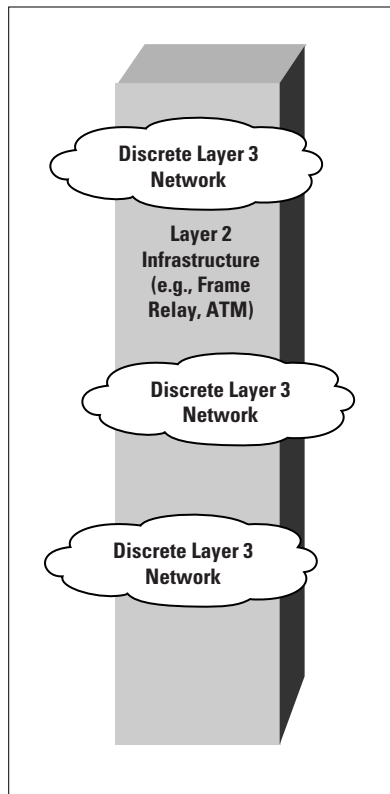 Discrete Layer 3
Network
Layer 2
Infrastructure
(e.g., Frame
Relay, ATM)
Discrete Layer 3
Network
Discrete Layer 3
Network